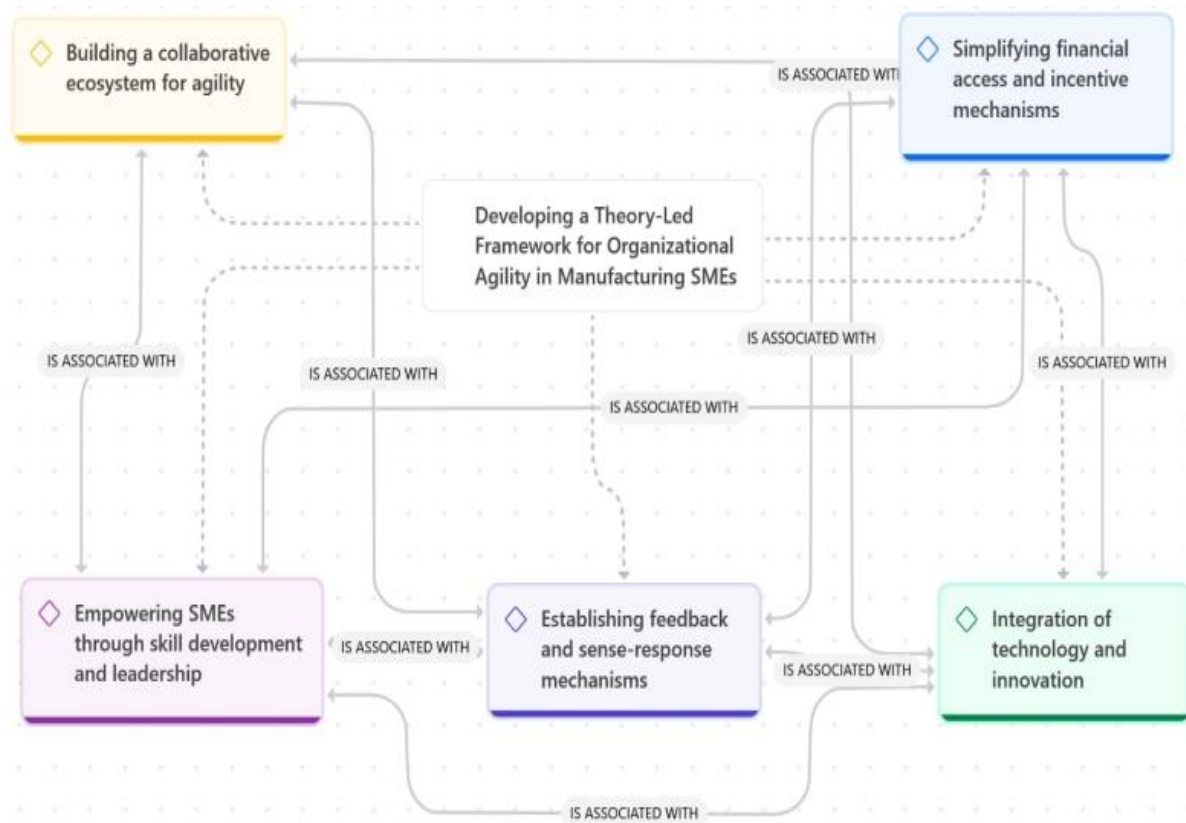 Building a collaborative
ecosystem for agility
IS ASSOCIATED WITH
Simplifying financial
access and incentive
mechanisms
Developing a Theory-Led
Framework for Organizational
Agility in Manufacturing SMEs
IS ASSOCIATED WITH
IS ASSOCIATED WITH
IS ASSOCIATED WITH
IS ASSOCIATED WITH
IS ASSOCIATED WITH
Empowering SMEs
through skill development
and leadership
IS ASSOCIATED WITH
Establishing feedback
and sense-response
mechanisms
IS ASSOCIATED WITH
Integration of
technology and
innovation
IS ASSOCIATED WITH